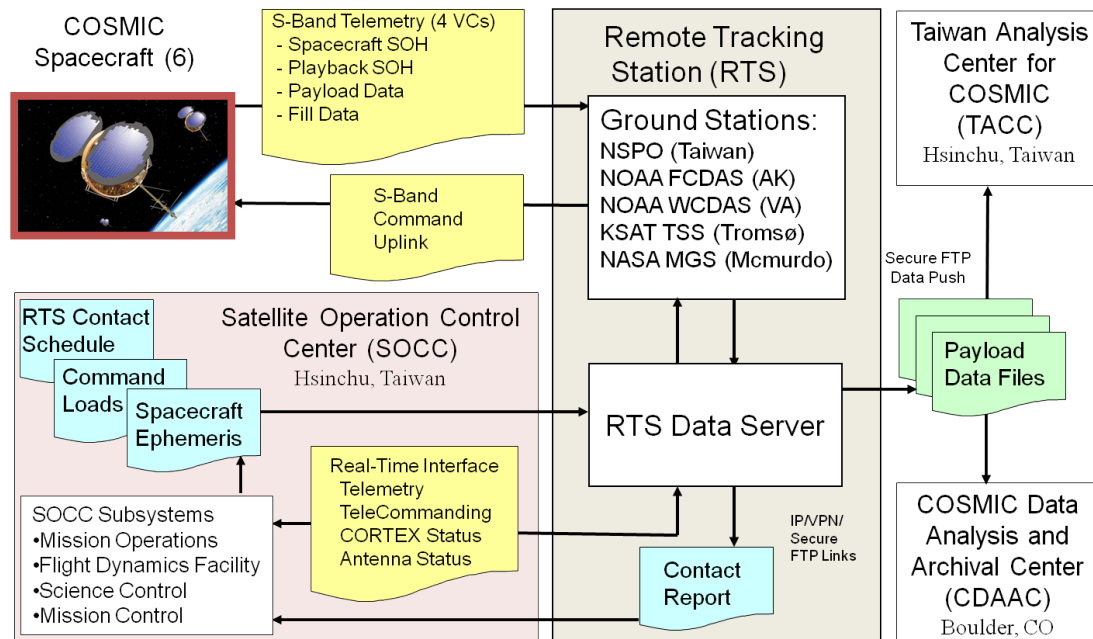 COSMIC
Spacecraft (6)
S-Band Telemetry (4 VCs)
- Spacecraft SOH
- Playback SOH
- Payload Data
- Fill Data
S-Band
Command
Uplink
Remote Tracking
Station (RTS)
Ground Stations:
NSPO (Taiwan)
NOAA FCDAS (AK)
NOAA WCDAS (VA)
KSAT TSS (Tromsø)
NASA MGS (Mcmurdo)
Taiwan Analysis
Center for
COSMIC
(TACC)
Hsinchu, Taiwan
Secure FTP
Data Push
Payload
Data Files
RTS Contact
Schedule
Command
Loads
Spacecraft
Ephemeris
Satellite Operation Control
Center (SOCC)
Hsinchu, Taiwan
RTS Data Server
Real-Time Interface
Telemetry
TeleCommanding
CORTEX Status
Antenna Status
SOCC Subsystems
•Mission Operations
•Flight Dynamics Facility
•Science Control
•Mission Control
IP/VPN/
Secure
FTP Links
Contact
Report
COSMIC Data
Analysis and
Archival Center
(CDAAC)
Boulder, CO